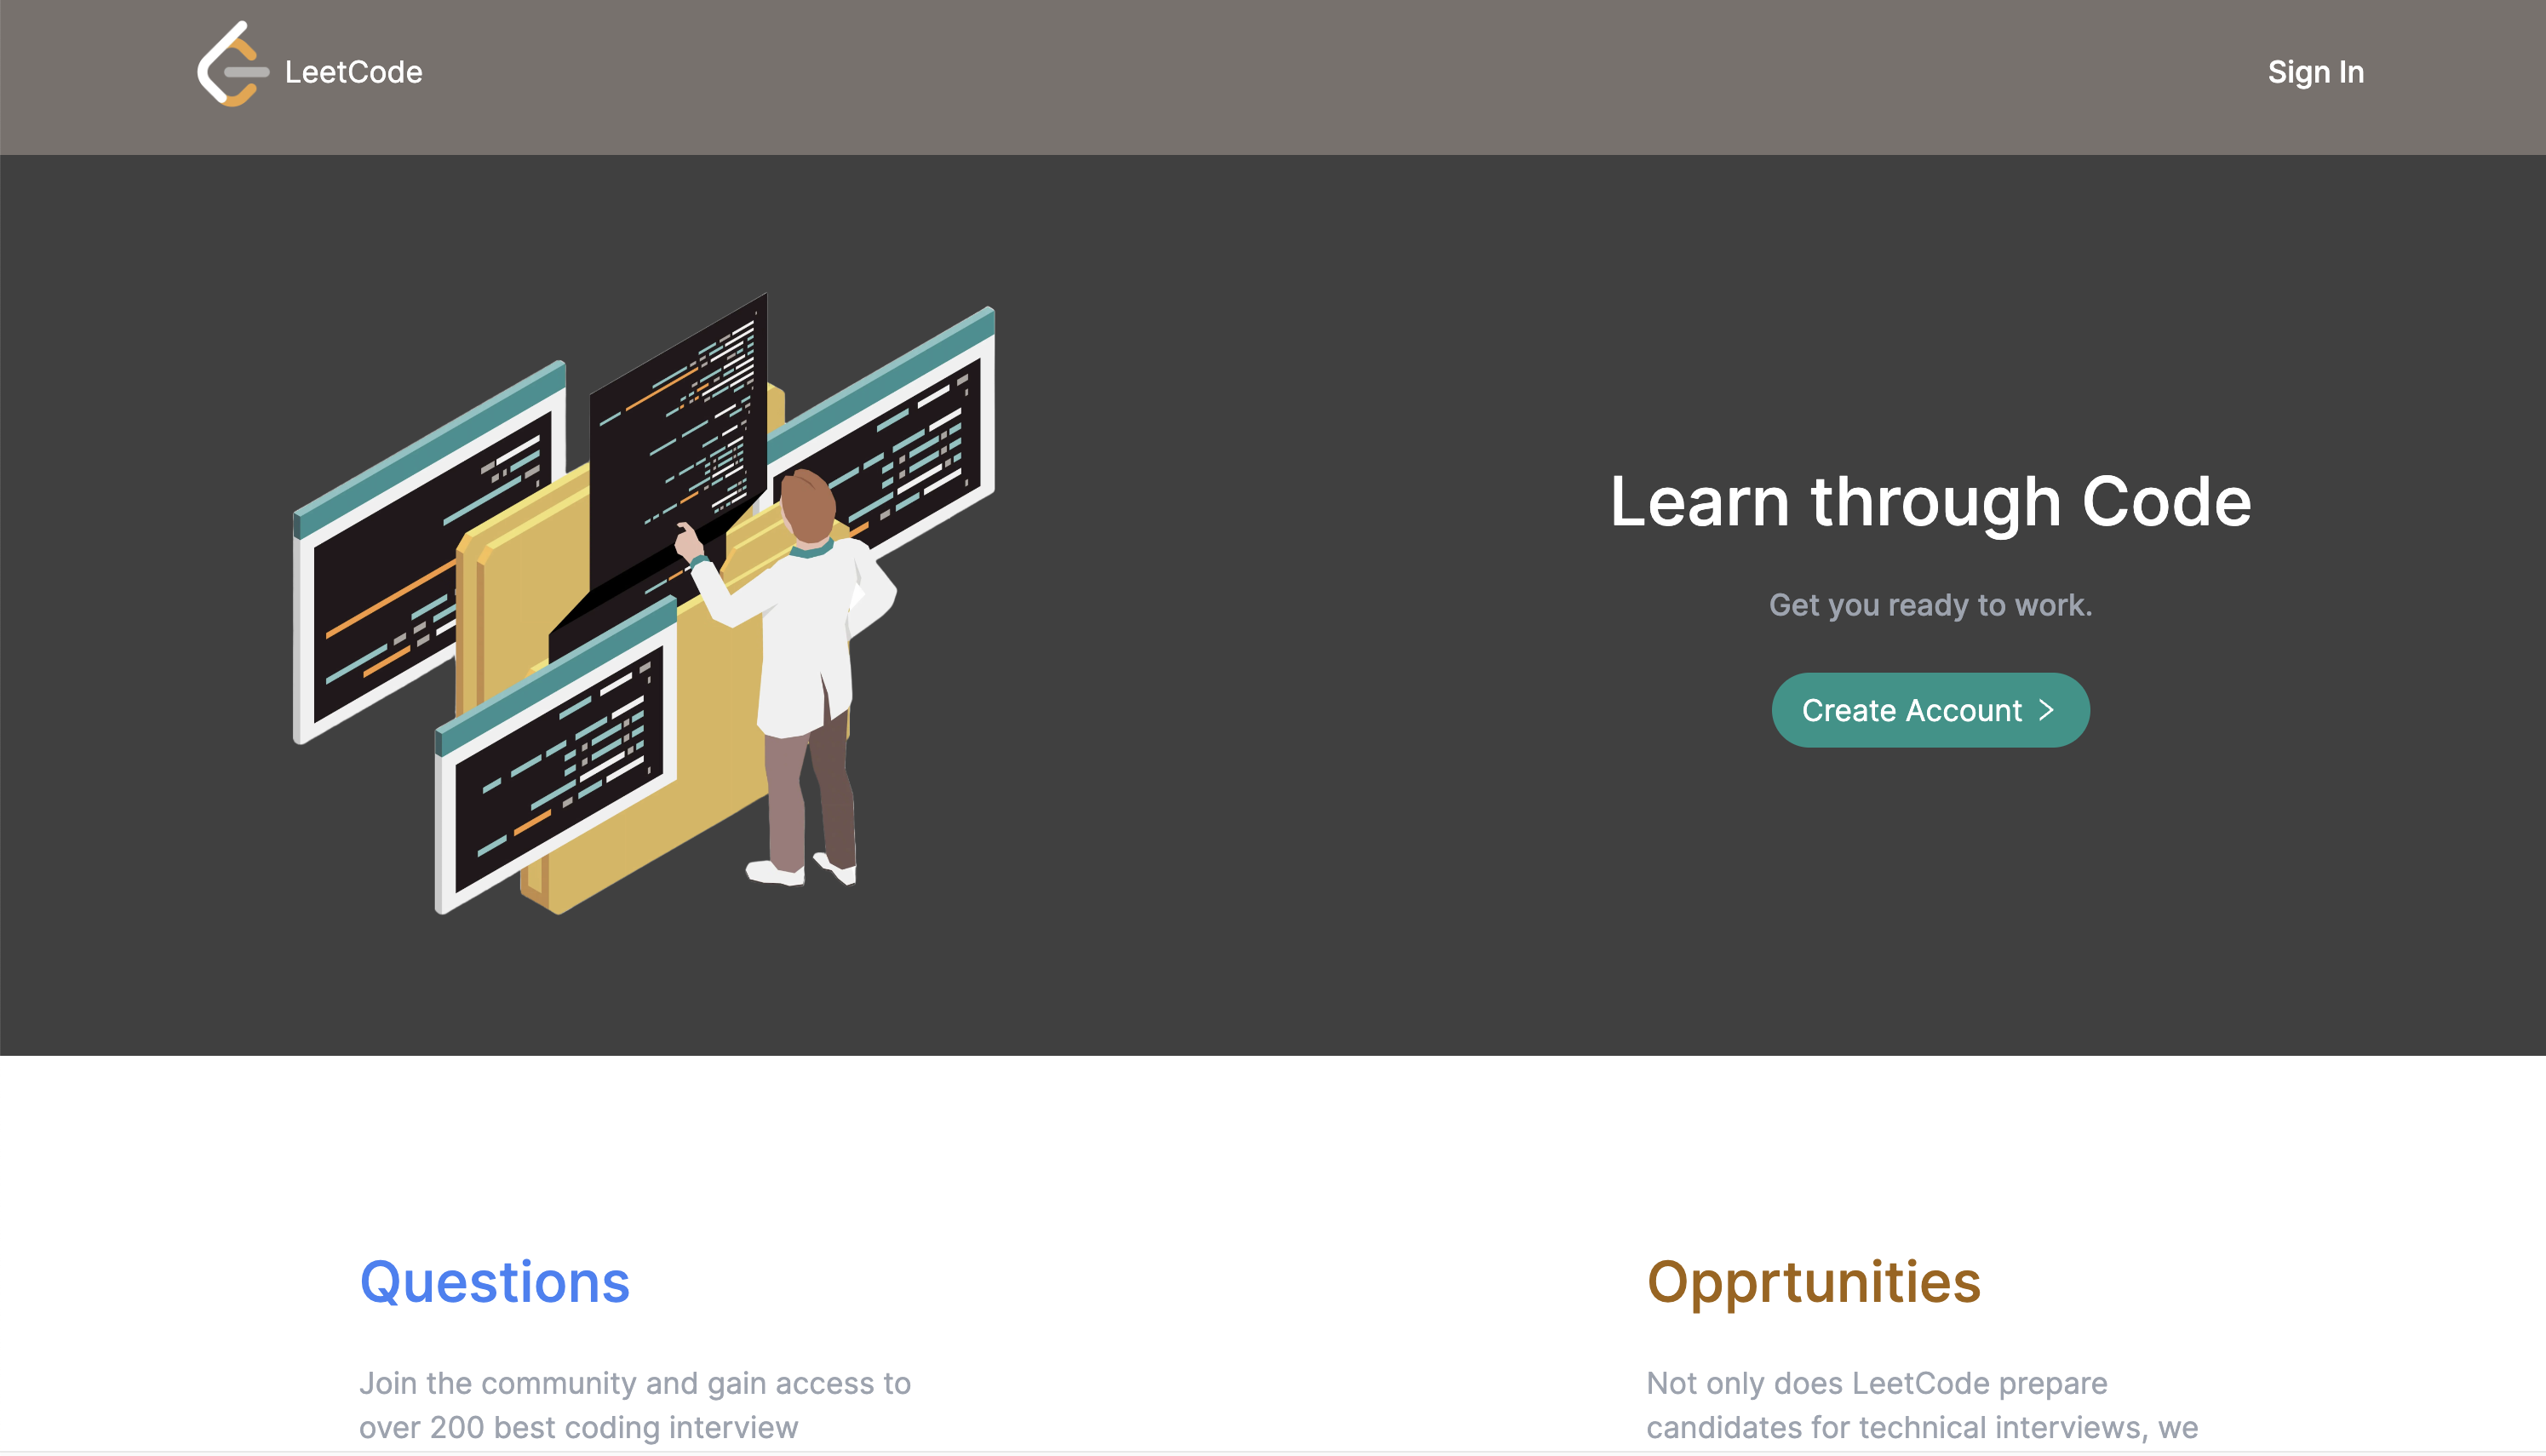 LeetCode
Sign In
Learn through Code
Get you ready to work.
Create Account >
Questions
Join the community and gain access to
over 200 best coding interview
Opprtunities
Not only does LeetCode prepare
candidates for technical interviews, we